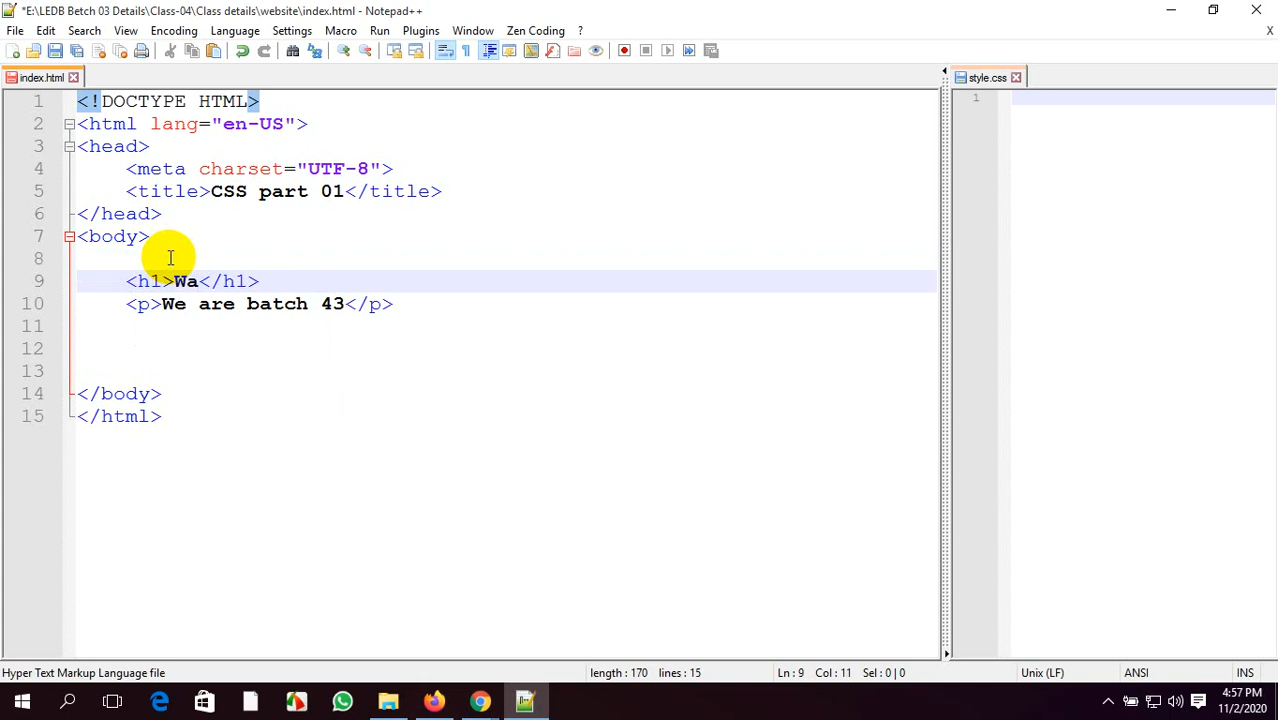 *E:\LEDB Batch 03 Details\Class-04\Class details\website\index.html - Notepad++
File Edit Search View Encoding Language Settings Macro Run Plugins Window Zen Coding ? X
index.html
style.css
1 <!DOCTYPE HTML>
2 <html lang="en-US">
3 <head>
4 <meta charset="UTF-8">
5 <title>CSS part 01</title>
6 </head>
7 <body>
8
9 <h1>Wa</h1>
10 <p>We are batch 43</p>
11
12
13
14 </body>
15 </html>
1
Hyper Text Markup Language file length : 170 lines : 15 Ln : 9 Col : 11 Sel : 0 | 0 Unix (LF) ANSI INS
4:57 PM
11/2/2020